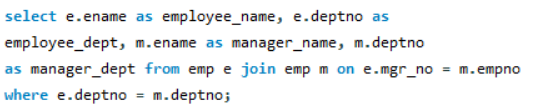 select e.ename as employee_name, e.deptno as
employee_dept, m.ename as manager_name, m.deptno
as manager_dept from emp e join emp m on e.mgr_no = m.empno
where e.deptno = m.deptno;